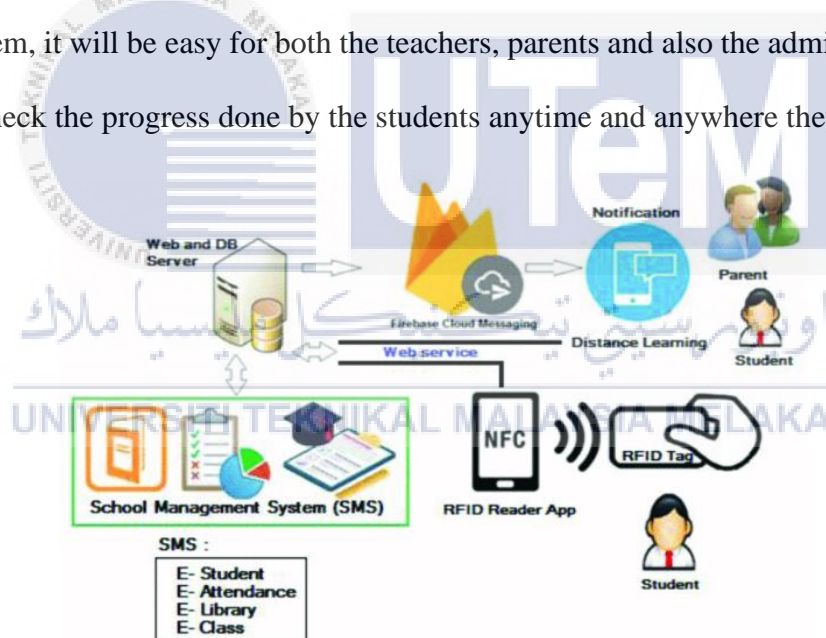 em, it will be easy for both the teachers, parents and also the admi
heck the progress done by the students anytime and anywhere the
UTeM
Notification
Web and DB
Server
Parent
Firebase Cloud Messaging
Distance Learning
Web service
Student
UNIVERSITI TEKNIKAL MALAYSIA MELAKA
NFC
RFID Tag
School Management System (SMS)
RFID Reader App
SMS :
Student
E- Student
E- Attendance
E- Library
E- Class